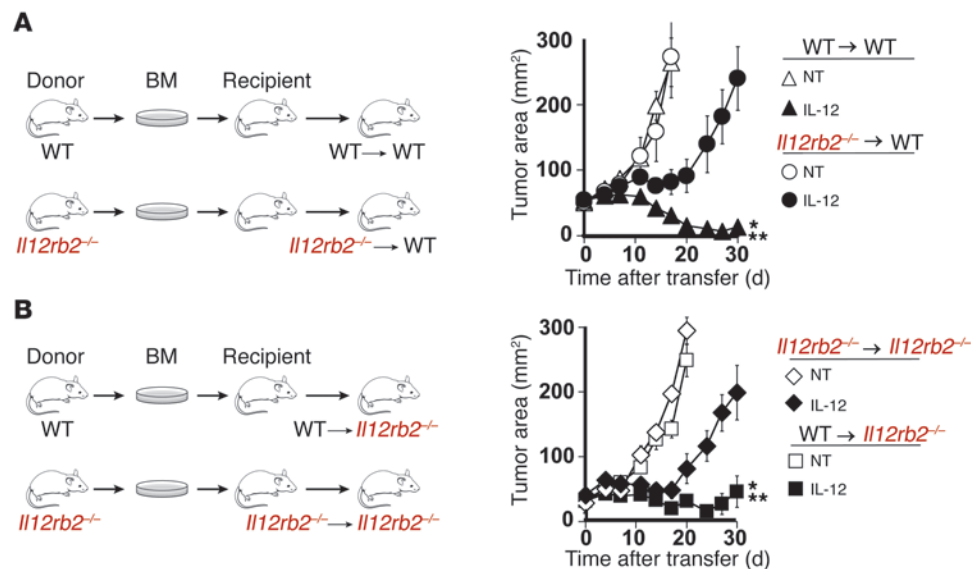 A
Donor BM Recipient
WT WT → WT
Il12rb2–/– Il12rb2–/– → WT
Tumor area (mm²)
300
200
100
0
0 10 20 30
Time after transfer (d)
*
**
WT → WT
NT
IL-12
Il12rb2–/– → WT
NT
IL-12
B
Donor BM Recipient
WT WT → Il12rb2–/–
Il12rb2–/– Il12rb2–/– → Il12rb2–/–
Tumor area (mm²)
300
200
100
0
0 10 20 30
Time after transfer (d)
*
**
Il12rb2–/– → Il12rb2–/–
NT
IL-12
WT → Il12rb2–/–
NT
IL-12